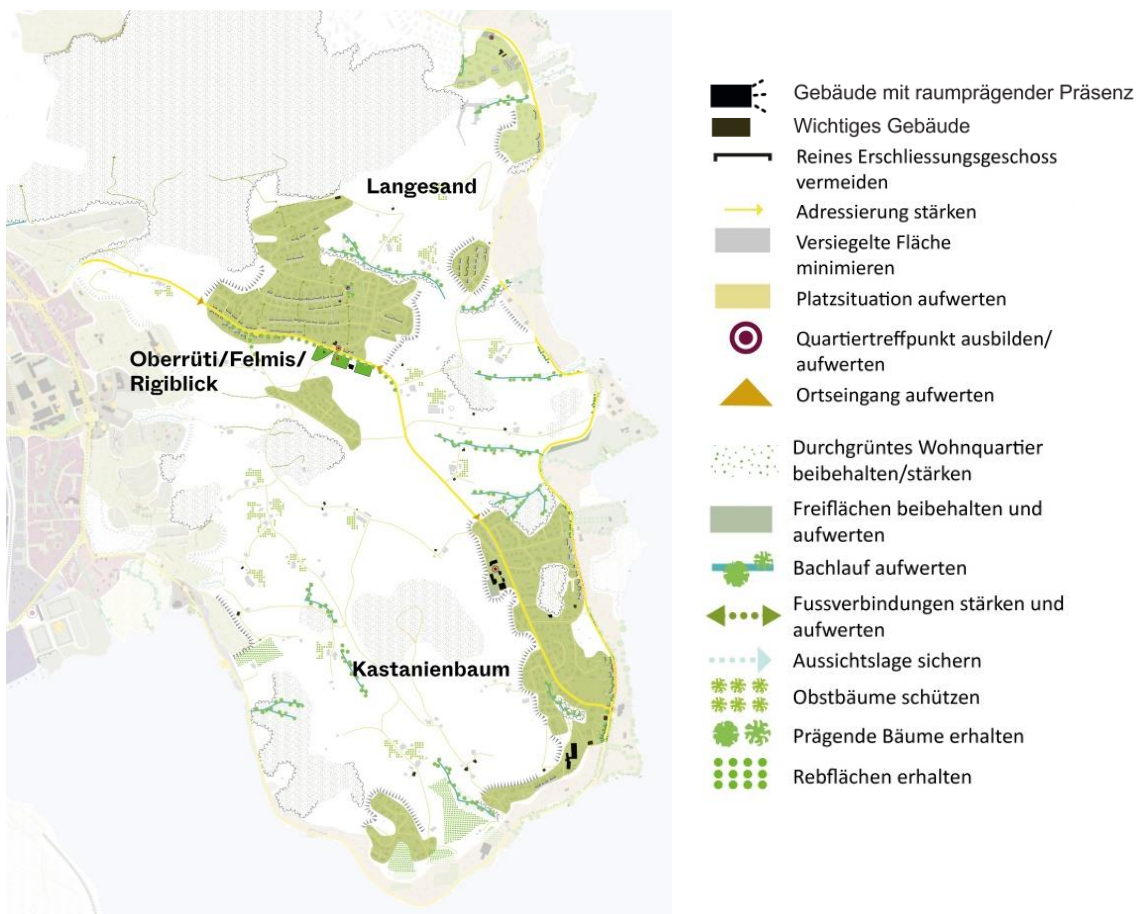 Langesand
Oberrüti/Felmis/
Rigiblick
Kastanienbaum
Gebäude mit raumprägender Präsenz
Wichtiges Gebäude
Reines Erschliessungsgeschoss
vermeiden
Adressierung stärken
Versiegelte Fläche
minimieren
Platzsituation aufwerten
Quartiertreffpunkt ausbilden/
aufwerten
Ortseingang aufwerten
Durchgrüntes Wohnquartier
beibehalten/stärken
Freiflächen beibehalten und
aufwerten
Bachlauf aufwerten
Fussverbindungen stärken und
aufwerten
Aussichtslage sichern
Obstbäume schützen
Prägende Bäume erhalten
Rebflächen erhalten